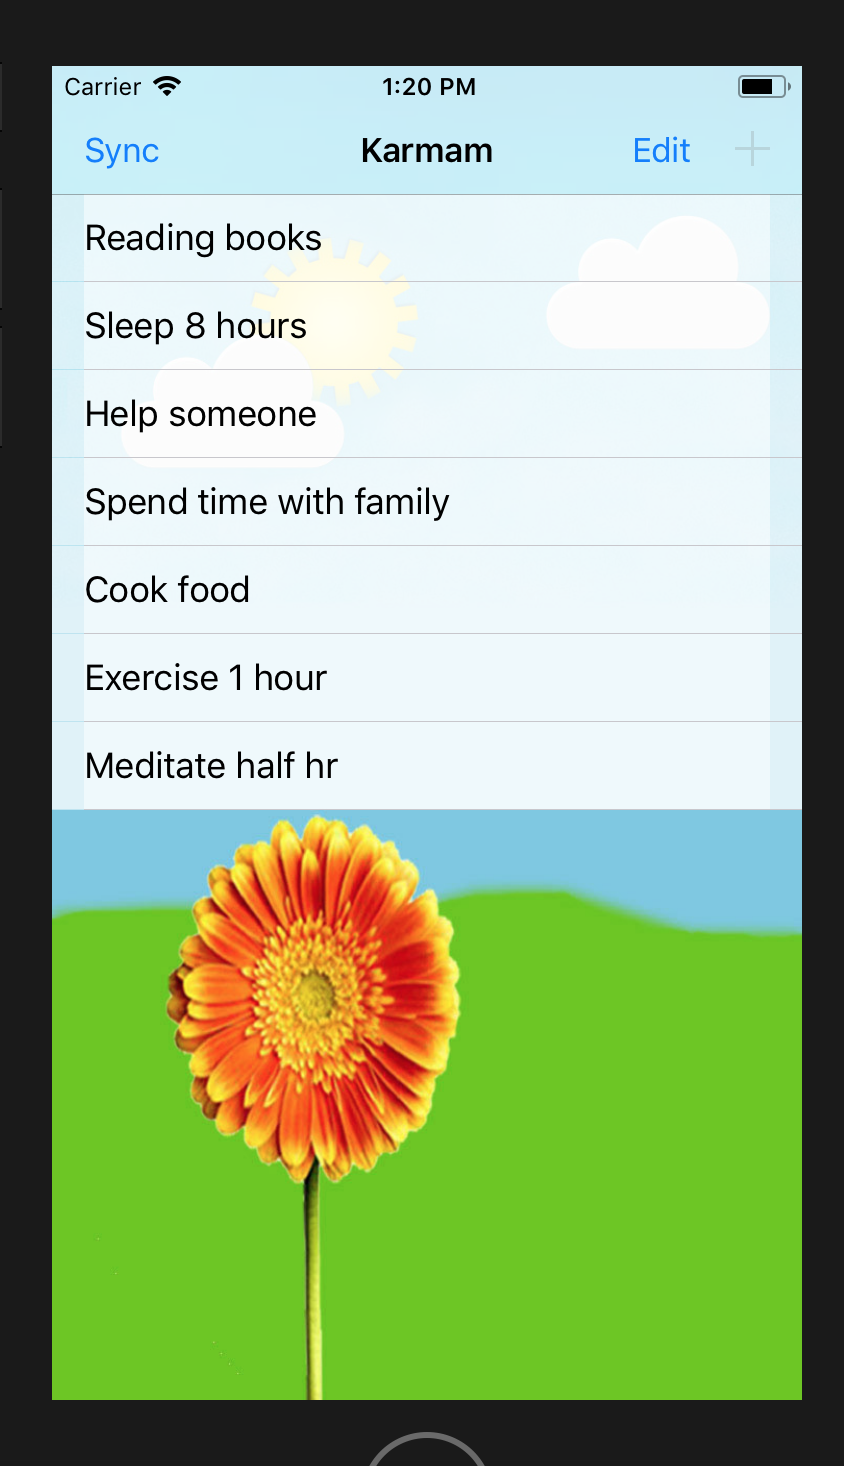 Carrier 1:20 PM
Sync Karmam Edit
Reading books
Sleep 8 hours
Help someone
Spend time with family
Cook food
Exercise 1 hour
Meditate half hr